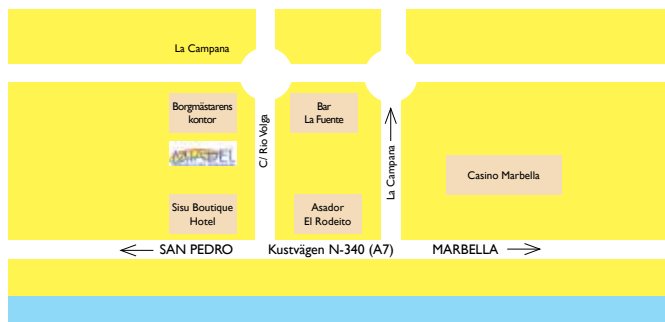 La Campana
Borgmästarens
kontor
Bar
La Fuente
C/ Rio Volga
La Campana
Casino Marbella
Sisu Boutique
Hotel
Asador
El Rodeito
SAN PEDRO
Kustvägen N-340 (A7)
MARBELLA